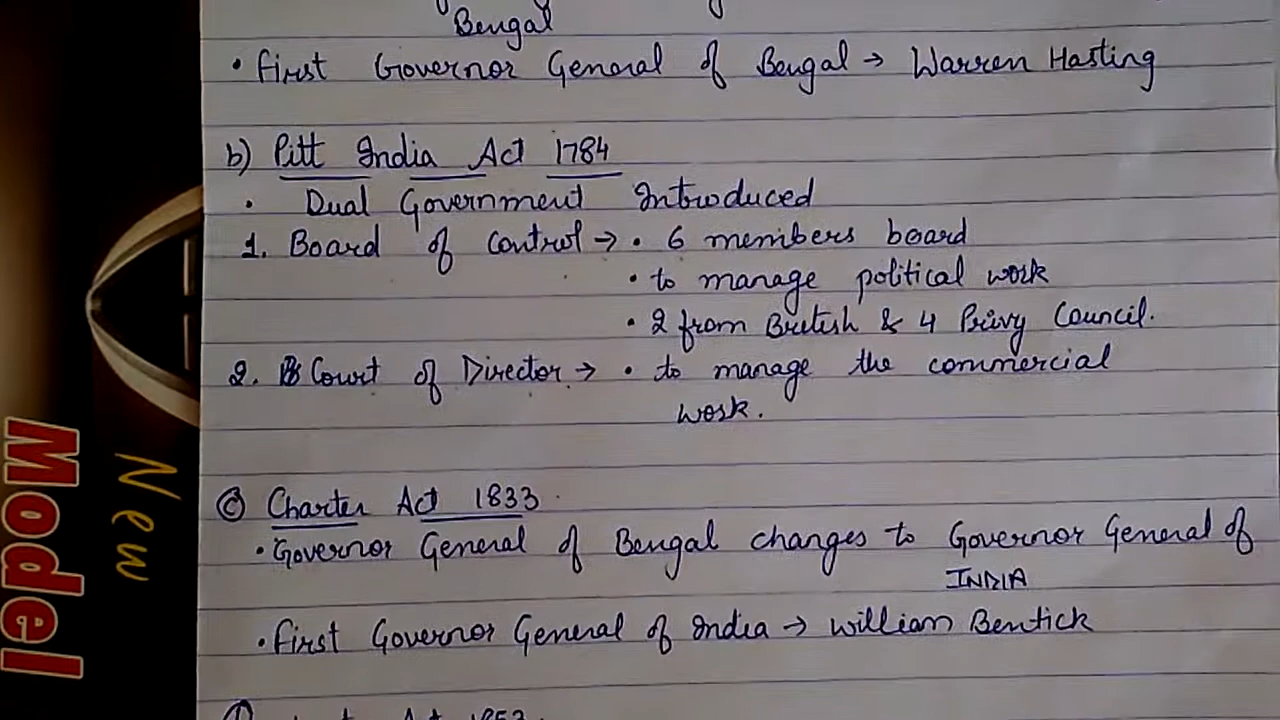 Bengal
• First Governor General of Bengal → Warren Hasting
b) Pitt India Act 1784
• Dual Government Introduced
1. Board of Control → • 6 members board
• to manage political work
• 2 from British & 4 Privy Council.
2. Court of Director → • to manage the commercial
work.
c) Charter Act 1833
• Governor General of Bengal changes to Governor General of
INDIA
• First Governor General of India → Willian Bentick
Act 1853
New
Model